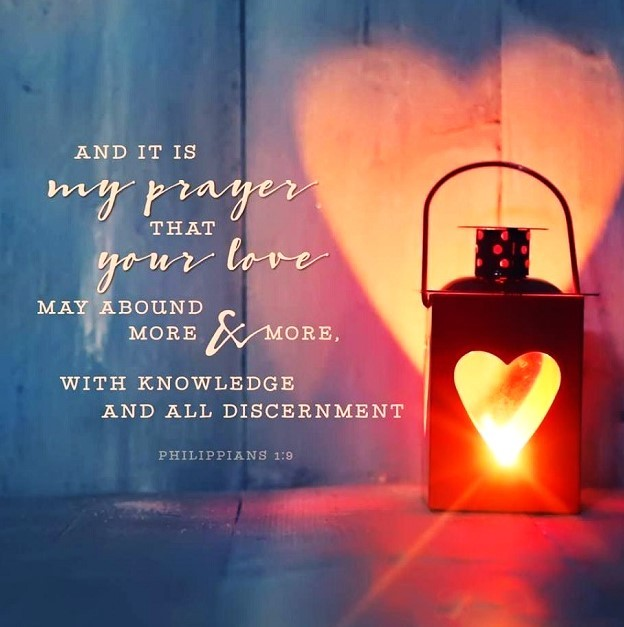 AND IT IS
my prayer
THAT
your love
MAY ABOUND
MORE & MORE,
WITH KNOWLEDGE
AND ALL DISCERNMENT
PHILIPPIANS 1:9